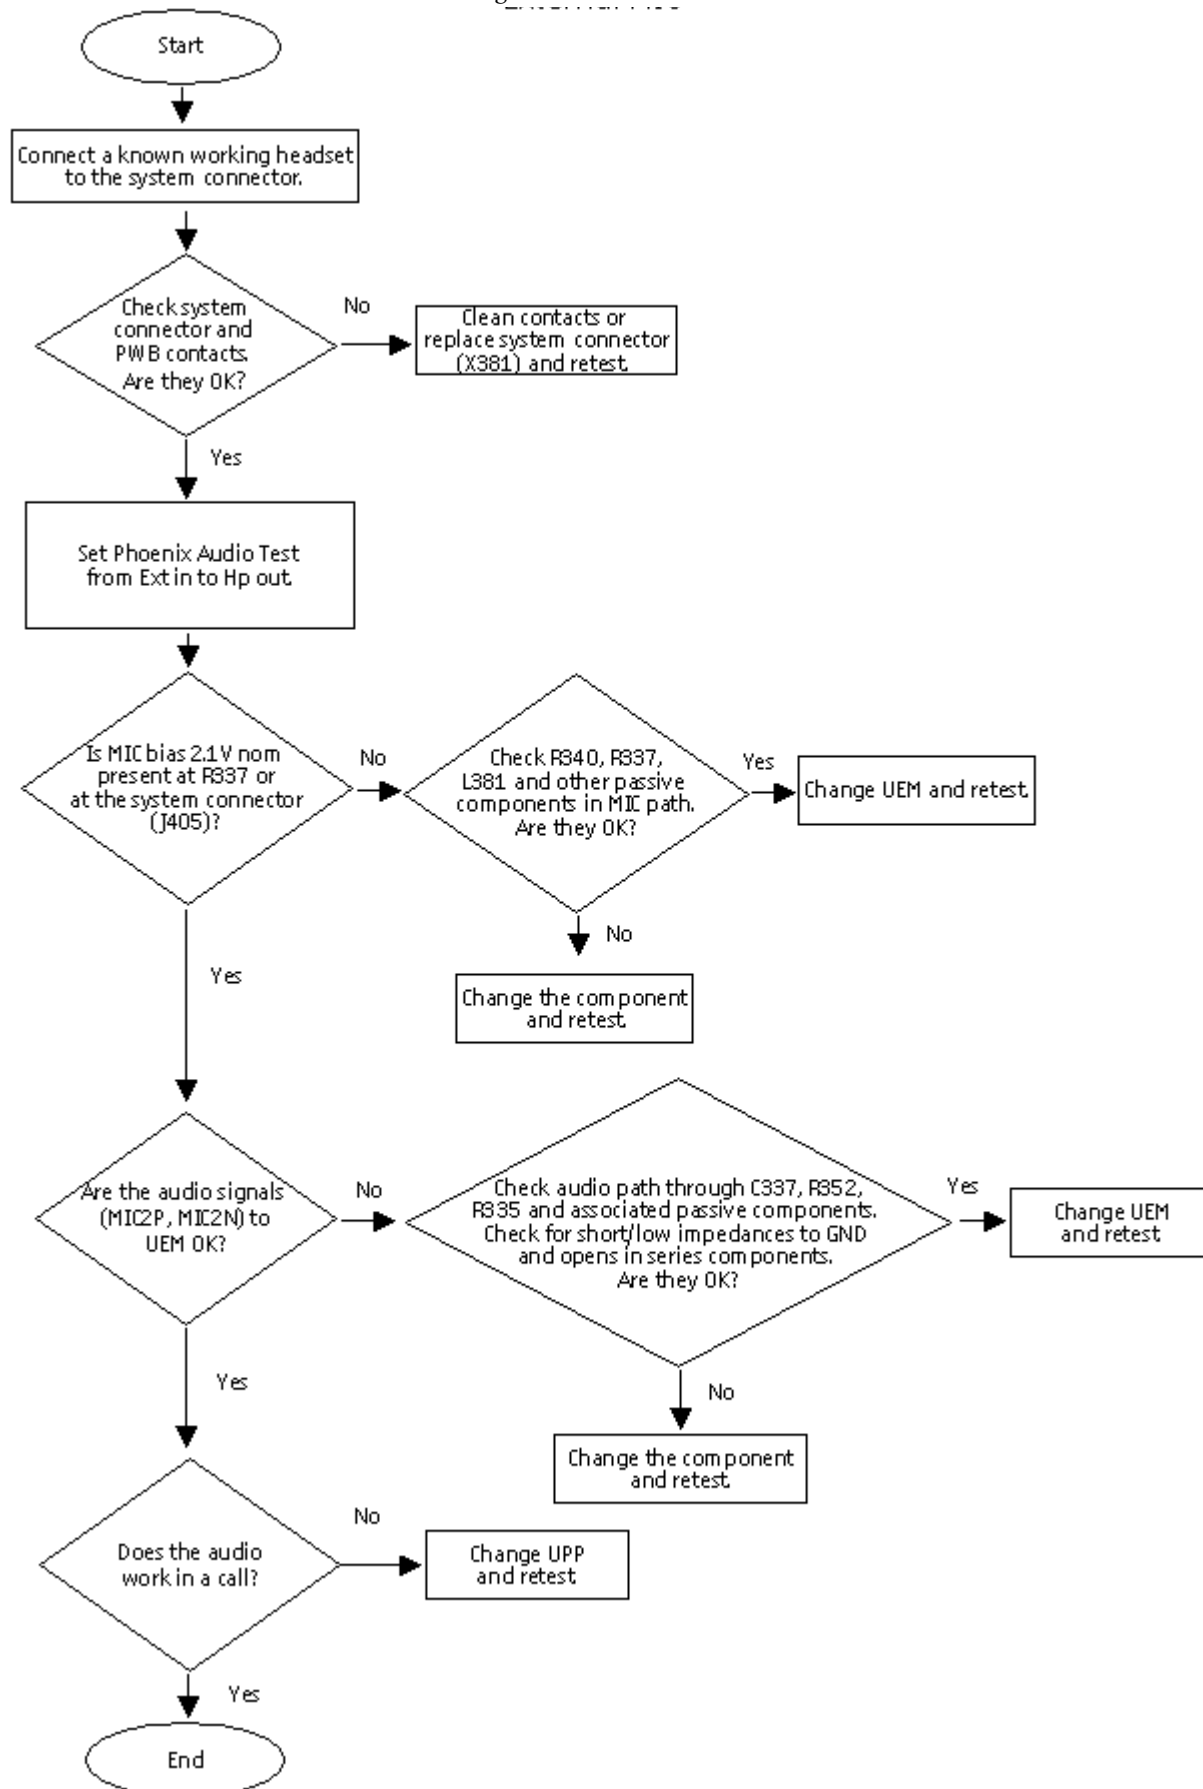 Start
Connect a known working headset
to the system connector.
Check system
connector and
PWB contacts.
Are they OK?
No
Clean contacts or
replace system connector
(X381) and retest.
Yes
Set Phoenix Audio Test
from Ext in to Hp out.
Is MIC bias 2.1V nom
present at R337 or
at the system connector
(J405)?
No
Check R340, R337,
L381 and other passive
components in MIC path.
Are they OK?
Yes
Change UEM and retest.
No
Change the component
and retest.
Yes
Are the audio signals
(MIC2P, MIC2N) to
UEM OK?
No
Check audio path through C337, R352,
R335 and associated passive components.
Check for short/low impedances to GND
and opens in series components.
Are they OK?
Yes
Change UEM
and retest
No
Change the component
and retest.
Yes
Does the audio
work in a call?
No
Change UPP
and retest
Yes
End